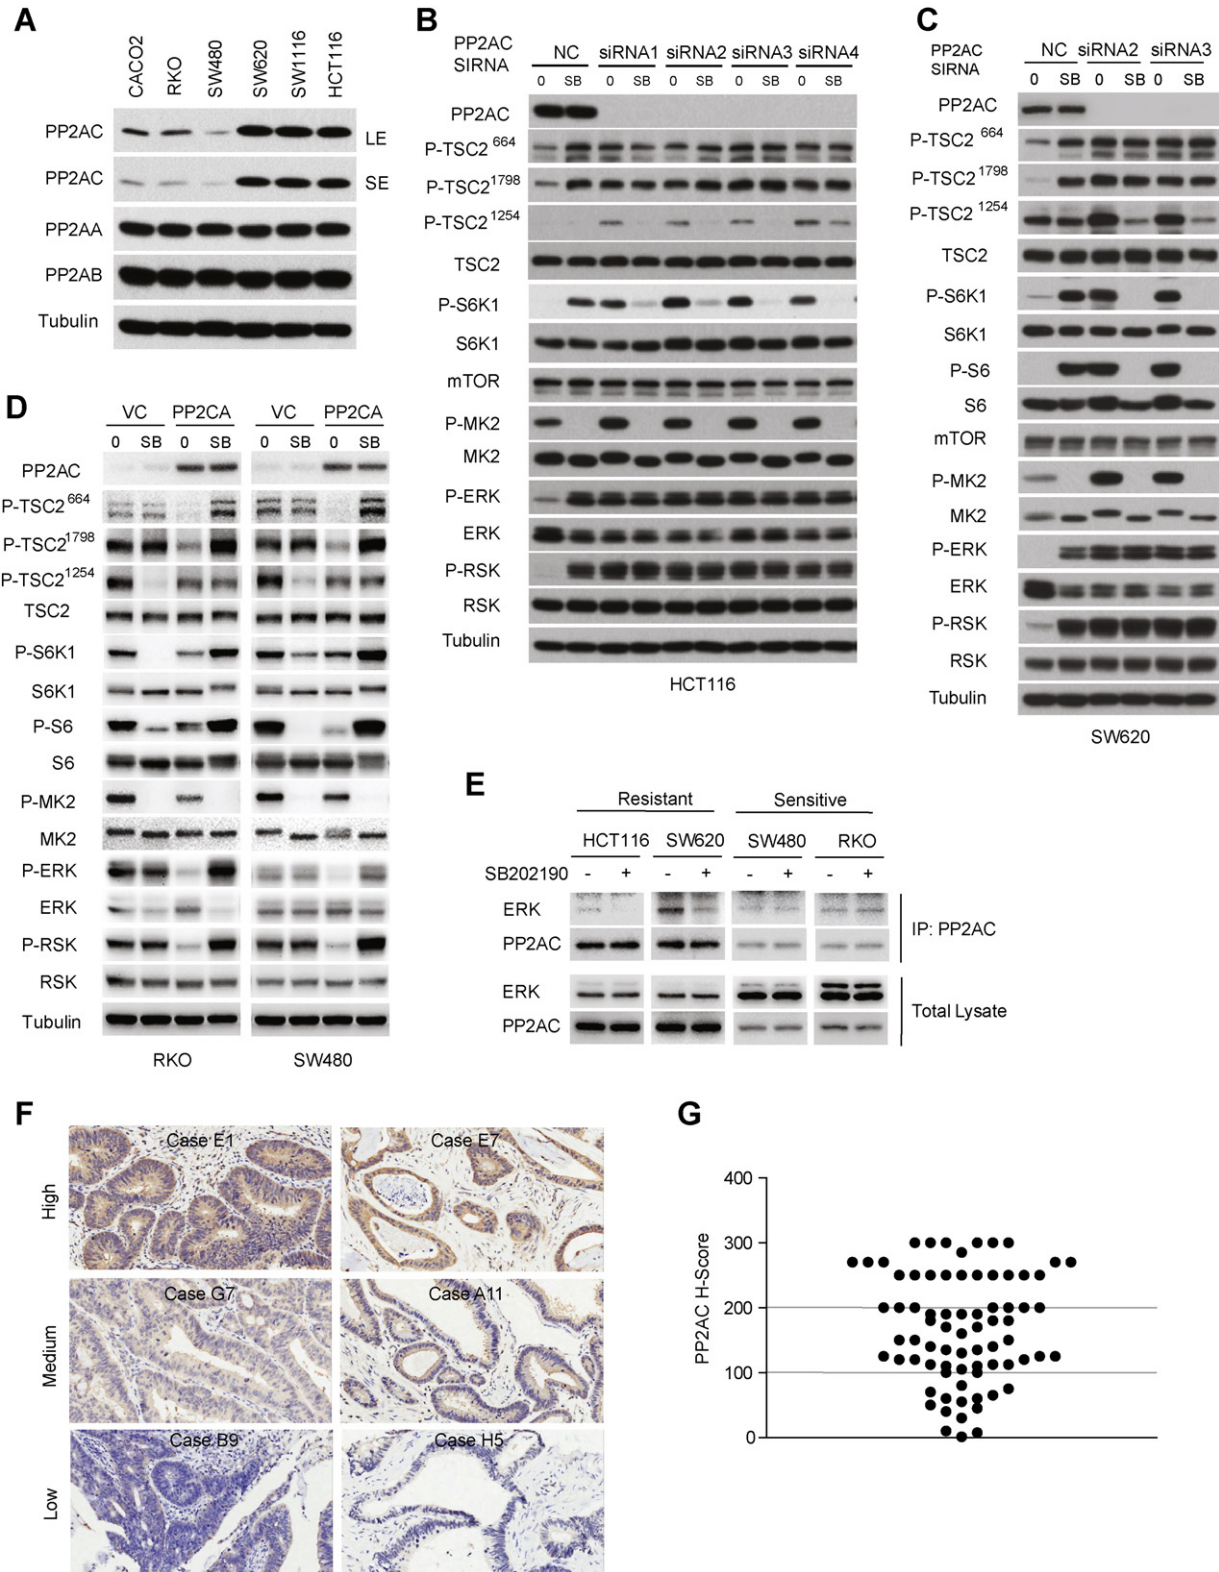 A
CACO2
RKO
SW480
SW620
SW1116
HCT116
PP2AC
LE
PP2AC
SE
PP2AA
PP2AB
Tubulin
B
PP2AC
SIRNA
NC siRNA1 siRNA2 siRNA3 siRNA4
0 SB 0 SB 0 SB 0 SB 0 SB
PP2AC
P-TSC2 664
P-TSC2 1798
P-TSC2 1254
TSC2
P-S6K1
S6K1
mTOR
P-MK2
MK2
P-ERK
ERK
P-RSK
RSK
Tubulin
HCT116
C
PP2AC
SIRNA
NC siRNA2 siRNA3
0 SB 0 SB 0 SB
PP2AC
P-TSC2 664
P-TSC2 1798
P-TSC2 1254
TSC2
P-S6K1
S6K1
P-S6
S6
mTOR
P-MK2
MK2
P-ERK
ERK
P-RSK
RSK
Tubulin
SW620
D
VC PP2CA VC PP2CA
0 SB 0 SB 0 SB 0 SB
PP2AC
P-TSC2 664
P-TSC2 1798
P-TSC2 1254
TSC2
P-S6K1
S6K1
P-S6
S6
P-MK2
MK2
P-ERK
ERK
P-RSK
RSK
Tubulin
RKO SW480
E
Resistant Sensitive
HCT116 SW620 SW480 RKO
SB202190 - + - + - + - +
ERK
PP2AC
IP: PP2AC
ERK
PP2AC
Total Lysate
F
High
Case E1 Case E7
Medium
Case G7 Case A11
Low
Case B9 Case H5
G
PP2AC H-Score
400
300
200
100
0